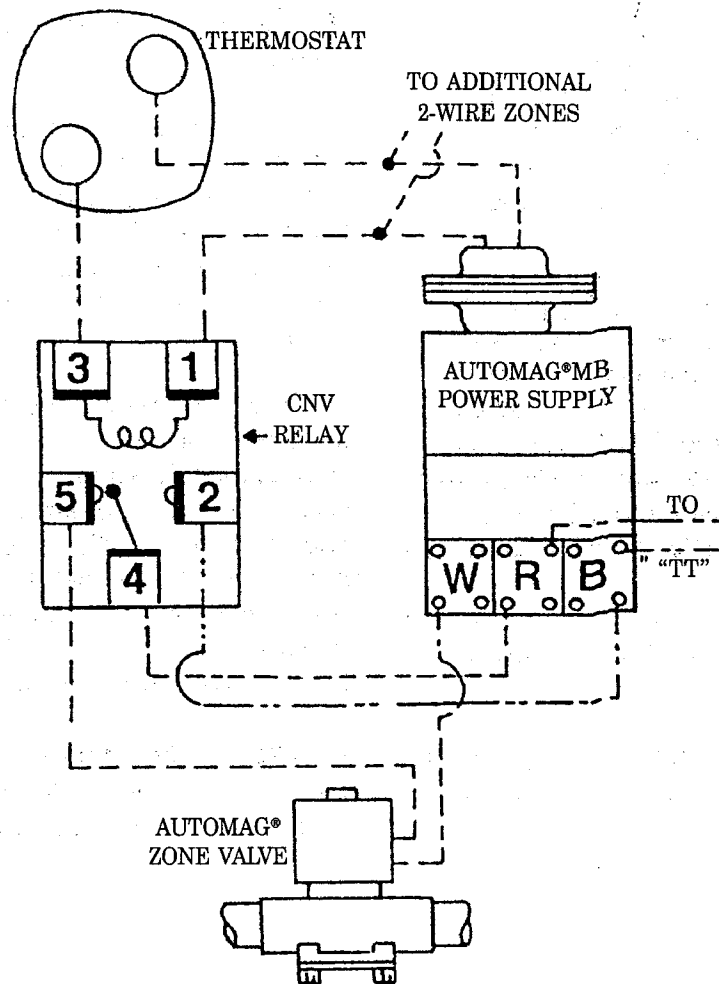 THERMOSTAT
TO ADDITIONAL
2-WIRE ZONES
3
1
CNV
RELAY
AUTOMAG®MB
POWER SUPPLY
5
2
4
TO
W
R
B
" "TT"
AUTOMAG®
ZONE VALVE